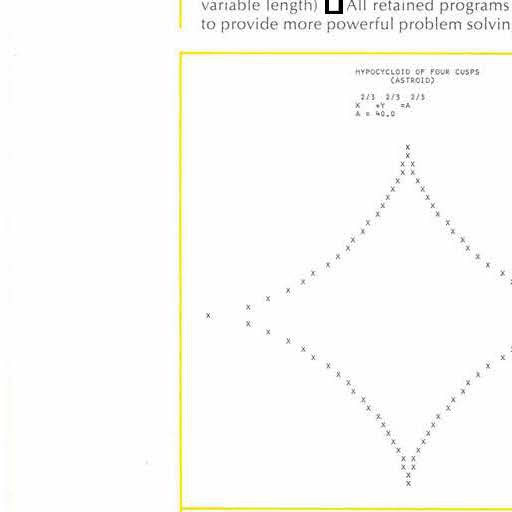 variable length) □ All retained programs
to provide more powerful problem solvin
HYPOCYCLOID OF FOUR CUSPS
(ASTROID)
2/3 2/3 2/3
X +Y =A
A = 40.0